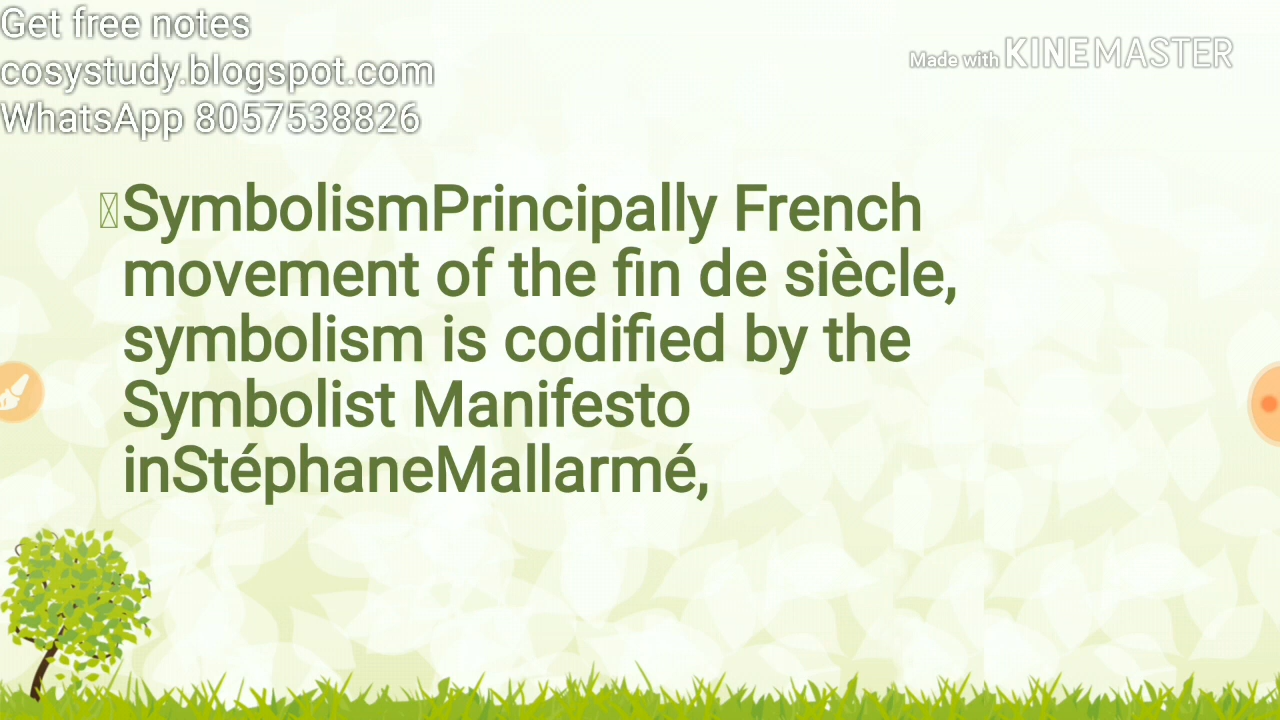 Get free notes
cosystudy.blogspot.com
WhatsApp 8057538826
Made with KINEMASTER
SymbolismPrincipally French
movement of the fin de siècle,
symbolism is codified by the
Symbolist Manifesto
inStéphaneMallarmé,